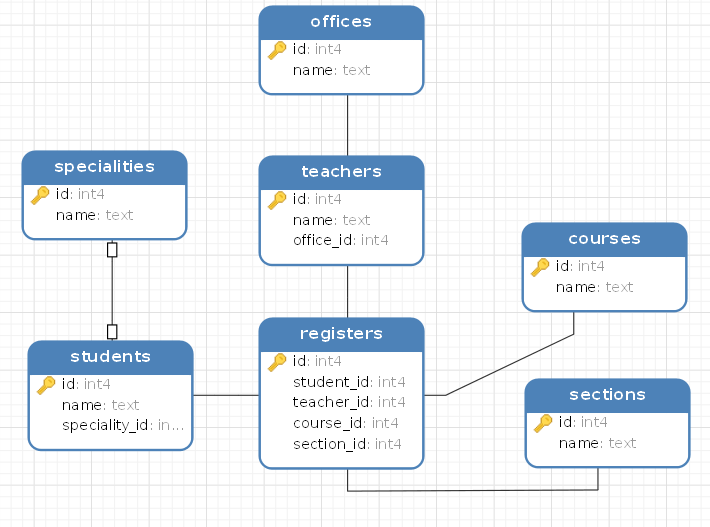 offices
id: int4
name: text
specialities
id: int4
name: text
teachers
id: int4
name: text
office_id: int4
courses
id: int4
name: text
registers
id: int4
student_id: int4
teacher_id: int4
course_id: int4
section_id: int4
students
id: int4
name: text
speciality_id: in...
sections
id: int4
name: text